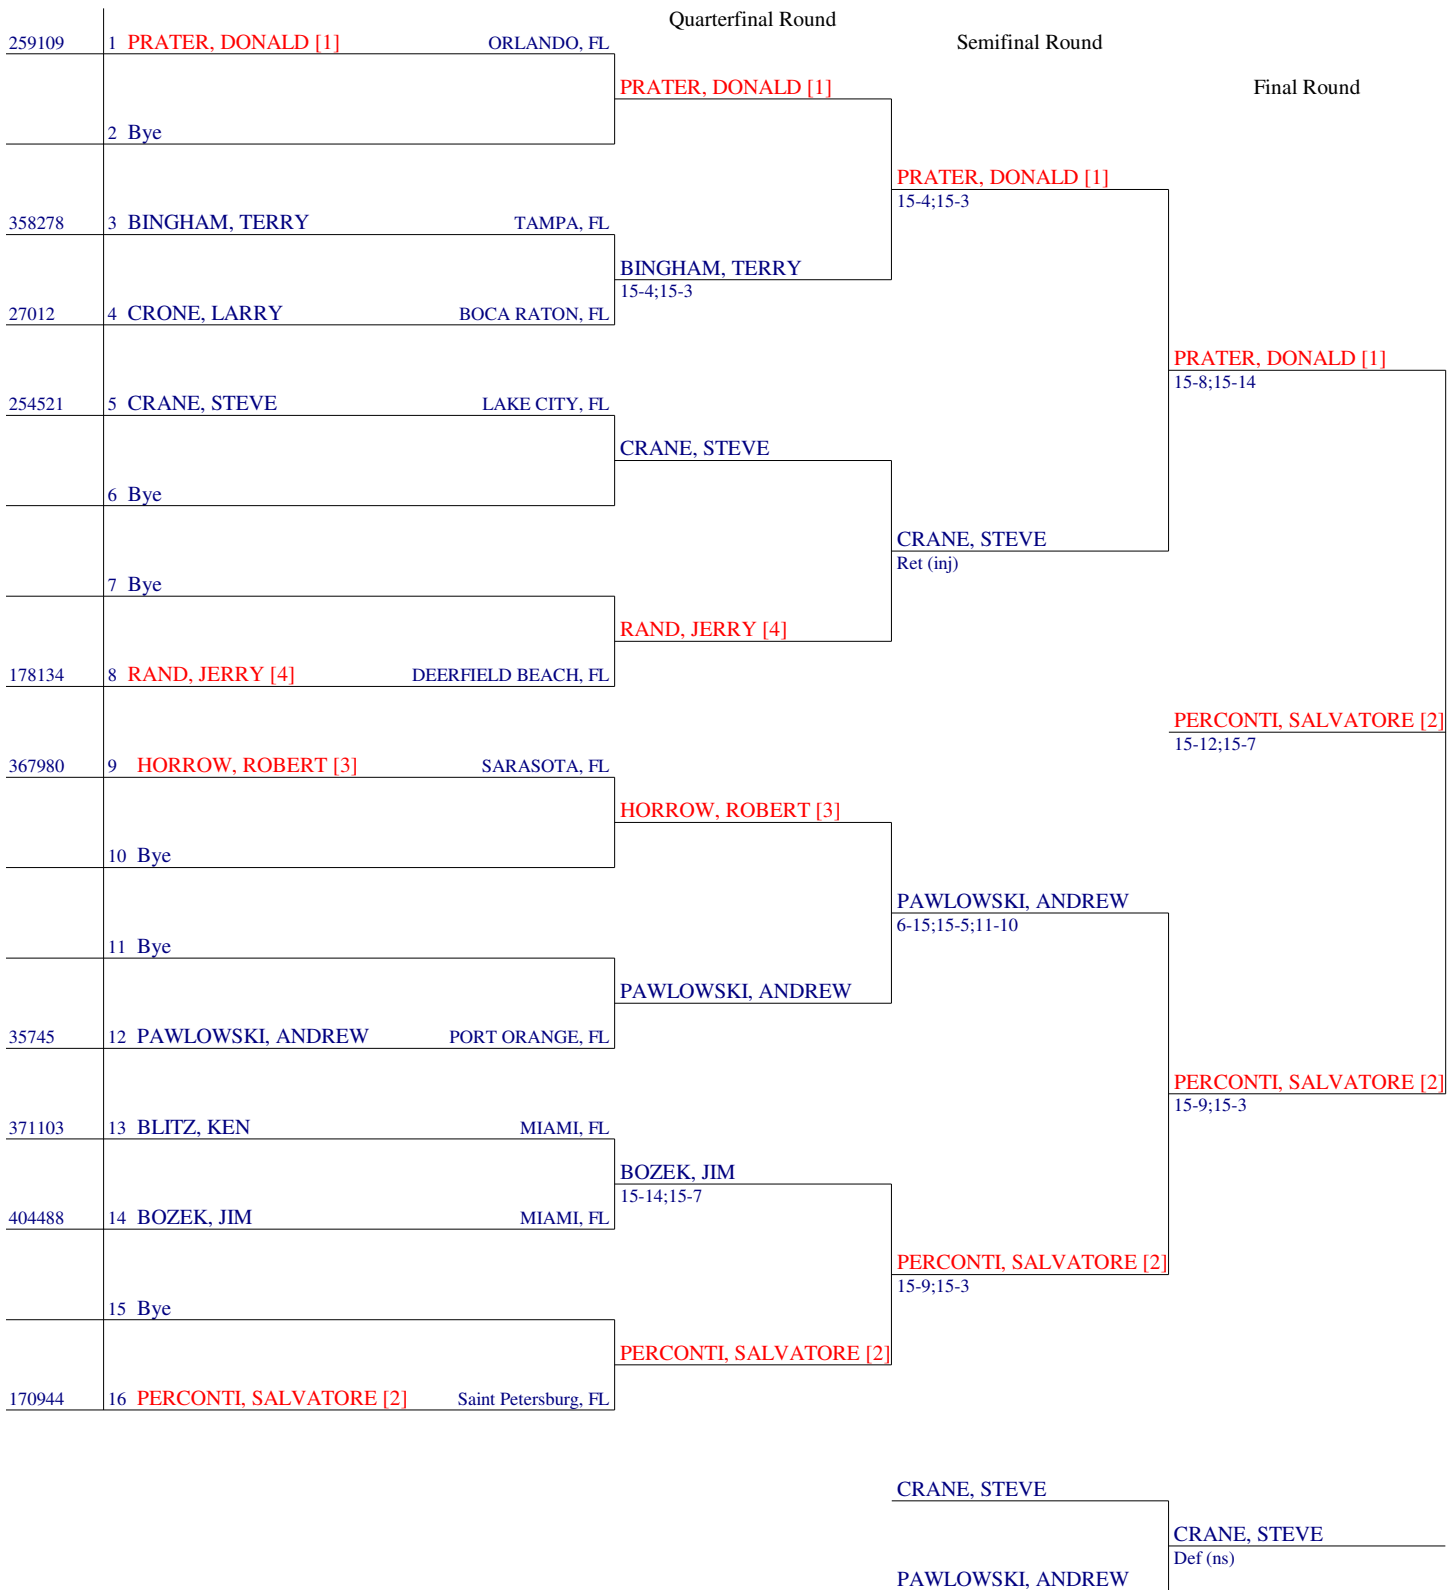 Quarterfinal Round
Semifinal Round
Final Round
259109 1 PRATER, DONALD [1] ORLANDO, FL
PRATER, DONALD [1]
2 Bye
PRATER, DONALD [1]
15-4;15-3
358278 3 BINGHAM, TERRY TAMPA, FL
BINGHAM, TERRY
15-4;15-3
27012 4 CRONE, LARRY BOCA RATON, FL
PRATER, DONALD [1]
15-8;15-14
254521 5 CRANE, STEVE LAKE CITY, FL
CRANE, STEVE
6 Bye
CRANE, STEVE
Ret (inj)
7 Bye
RAND, JERRY [4]
178134 8 RAND, JERRY [4] DEERFIELD BEACH, FL
PERCONTI, SALVATORE [2]
15-12;15-7
367980 9 HORROW, ROBERT [3] SARASOTA, FL
HORROW, ROBERT [3]
10 Bye
PAWLOWSKI, ANDREW
6-15;15-5;11-10
11 Bye
PAWLOWSKI, ANDREW
35745 12 PAWLOWSKI, ANDREW PORT ORANGE, FL
PERCONTI, SALVATORE [2]
15-9;15-3
371103 13 BLITZ, KEN MIAMI, FL
BOZEK, JIM
15-14;15-7
404488 14 BOZEK, JIM MIAMI, FL
PERCONTI, SALVATORE [2]
15-9;15-3
15 Bye
PERCONTI, SALVATORE [2]
170944 16 PERCONTI, SALVATORE [2] Saint Petersburg, FL
CRANE, STEVE
CRANE, STEVE
Def (ns)
PAWLOWSKI, ANDREW